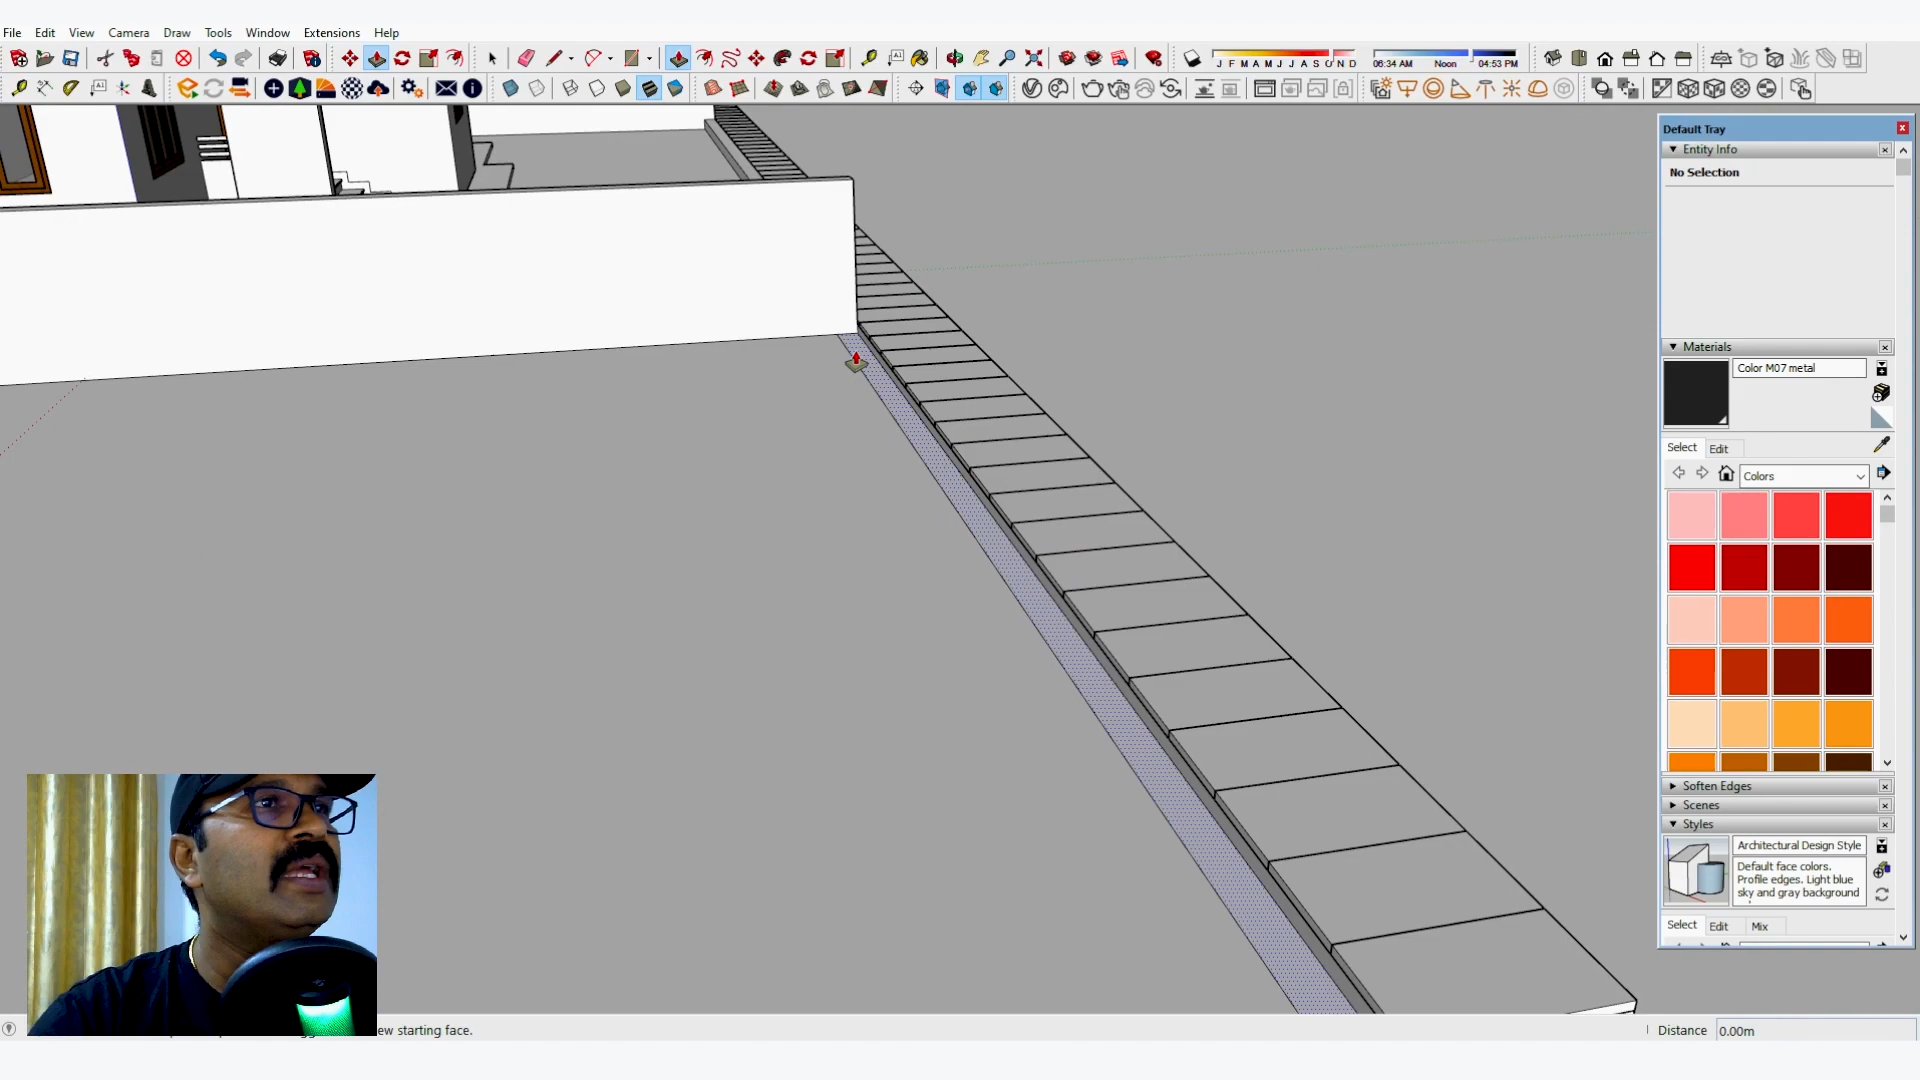 File Edit View Camera Draw Tools Window Extensions Help
J F M A M J J A S O N D
06:34 AM Noon 04:53 PM
Default Tray
Entity Info
No Selection
Materials
Color M07 metal
Select Edit
Colors
Soften Edges
Scenes
Styles
Architectural Design Style
Default face colors.
Profile edges. Light blue
sky and gray background
Select Edit Mix
ew starting face.
Distance 0.00m